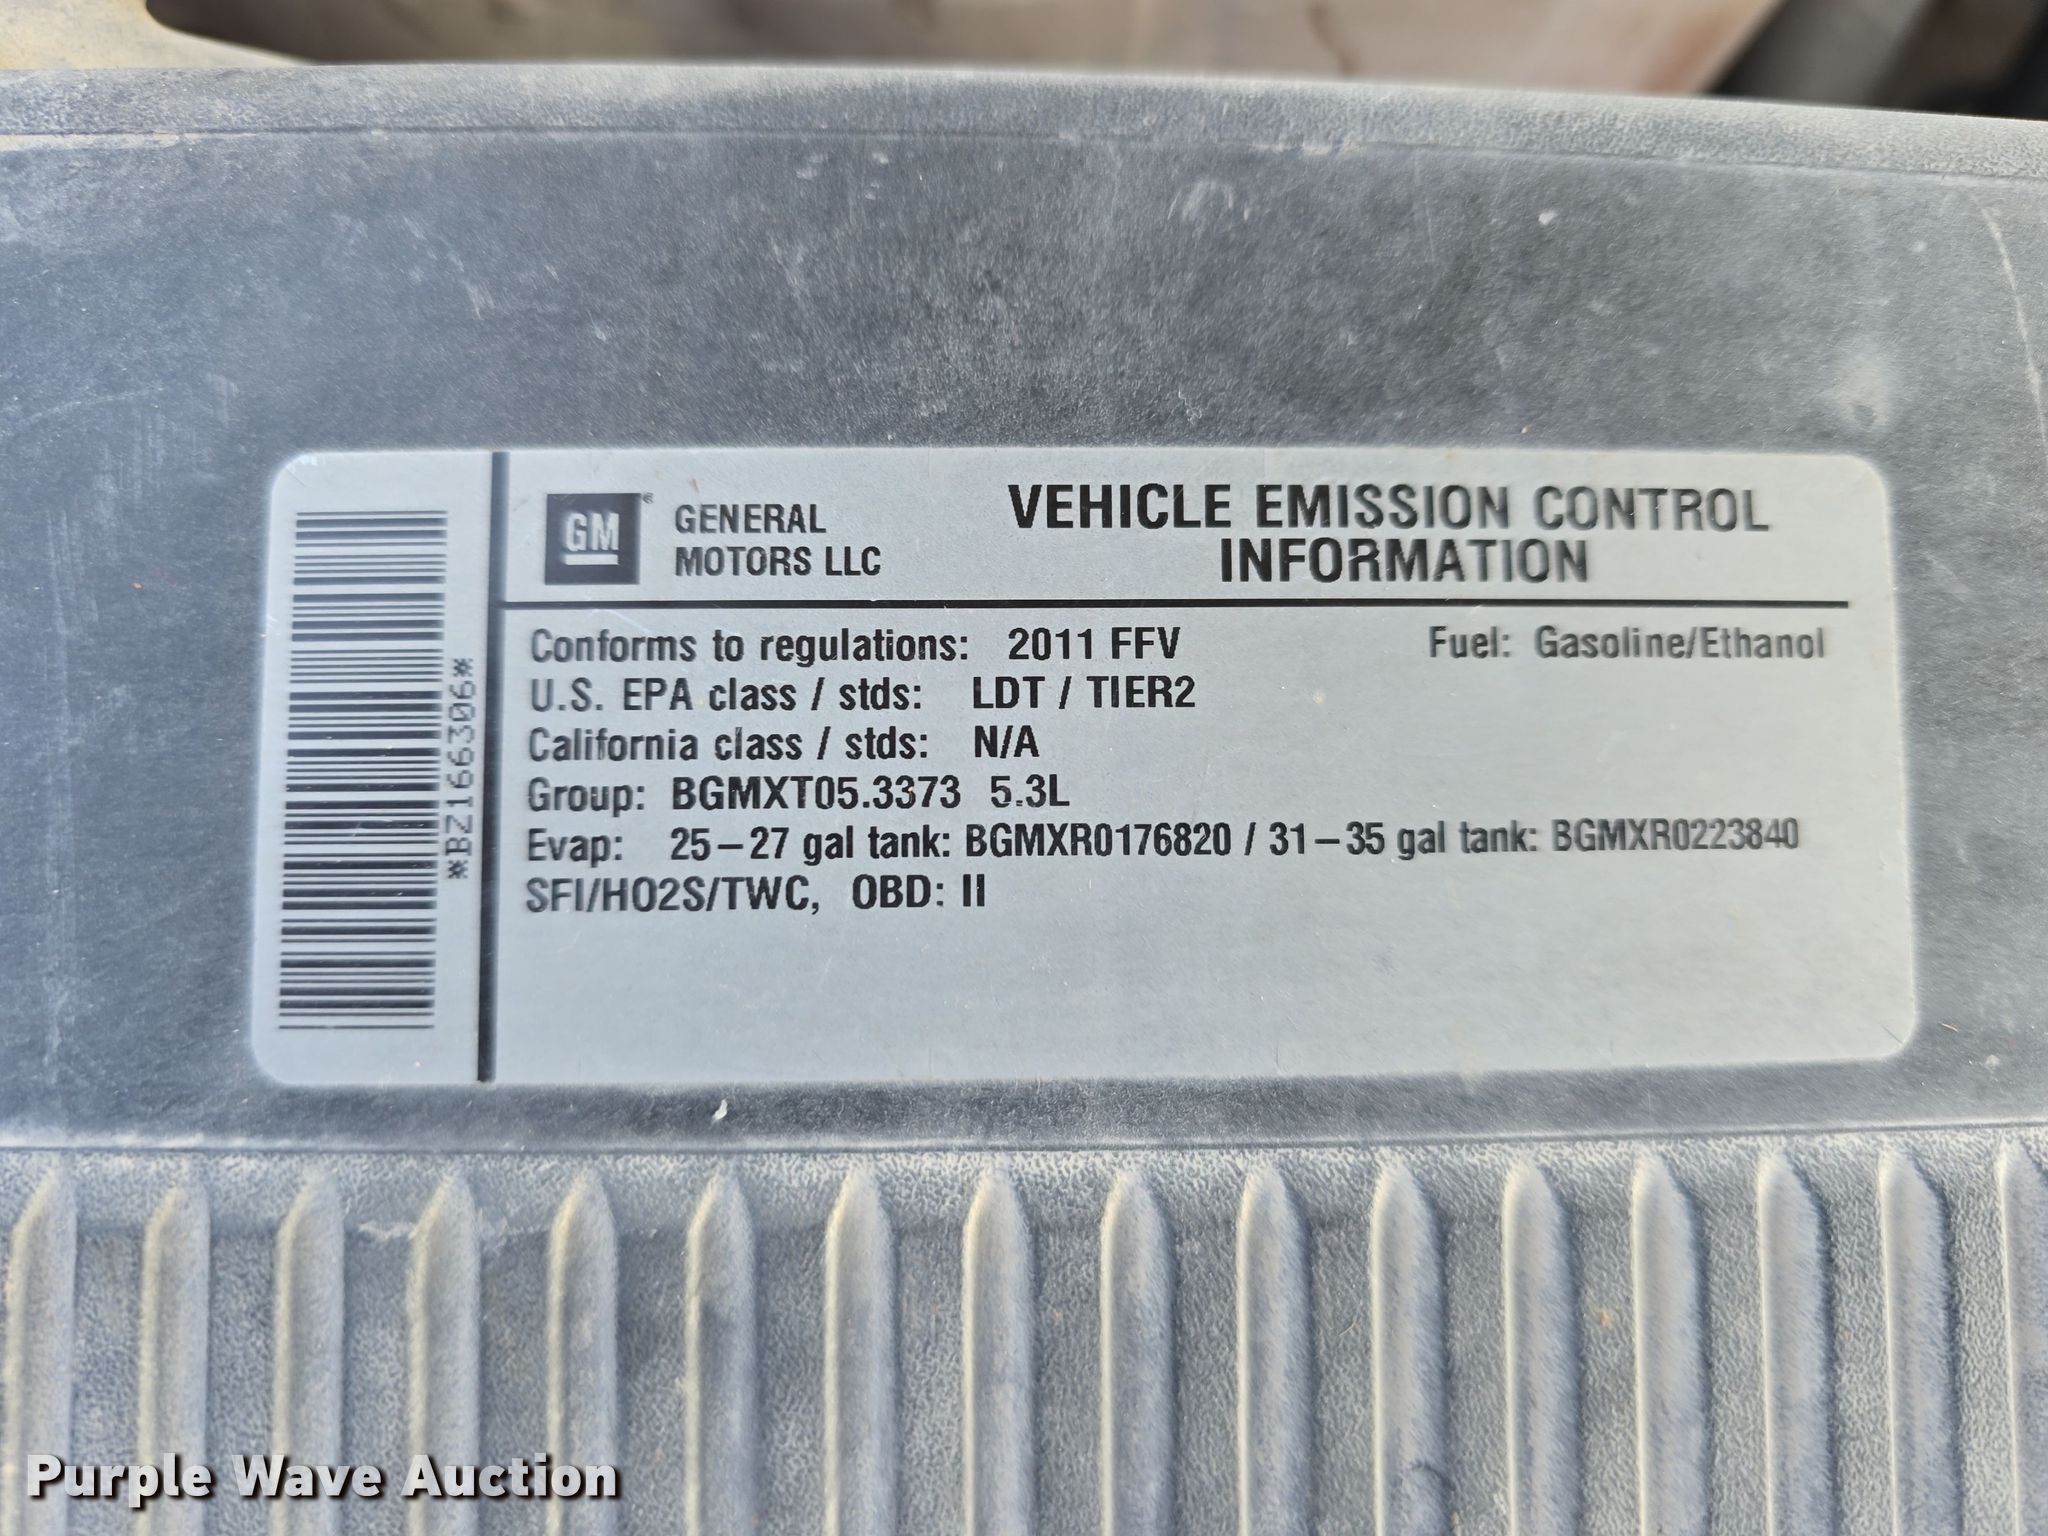 GM
GENERAL
MOTORS LLC
VEHICLE EMISSION CONTROL
INFORMATION
**BZ166306**
Conforms to regulations: 2011 FFV Fuel: Gasoline/Ethanol
U.S. EPA class / stds: LDT / TIER2
California class / stds: N/A
Group: BGMXT05.3373 5.3L
Evap: 25-27 gal tank: BGMXR0176820 / 31-35 gal tank: BGMXR0223840
SFI/HO2S/TWC, OBD: II
Purple Wave Auction